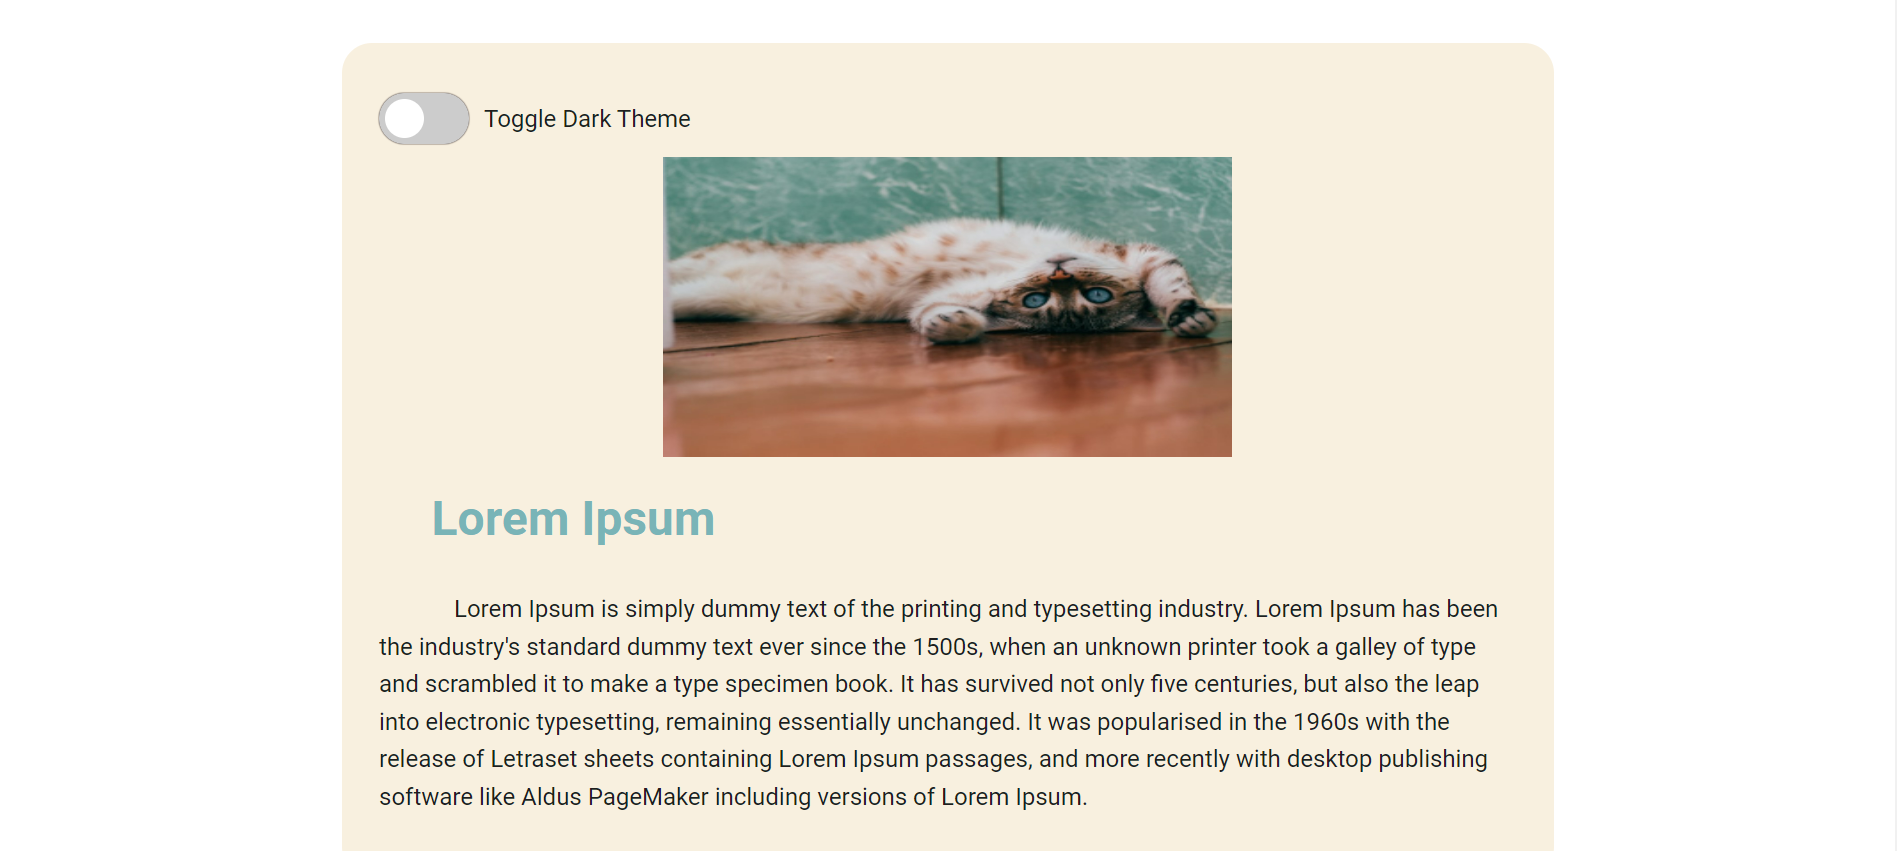 Toggle Dark Theme
Lorem Ipsum
Lorem Ipsum is simply dummy text of the printing and typesetting industry. Lorem Ipsum has been
the industry's standard dummy text ever since the 1500s, when an unknown printer took a galley of type
and scrambled it to make a type specimen book. It has survived not only five centuries, but also the leap
into electronic typesetting, remaining essentially unchanged. It was popularised in the 1960s with the
release of Letraset sheets containing Lorem Ipsum passages, and more recently with desktop publishing
software like Aldus PageMaker including versions of Lorem Ipsum.